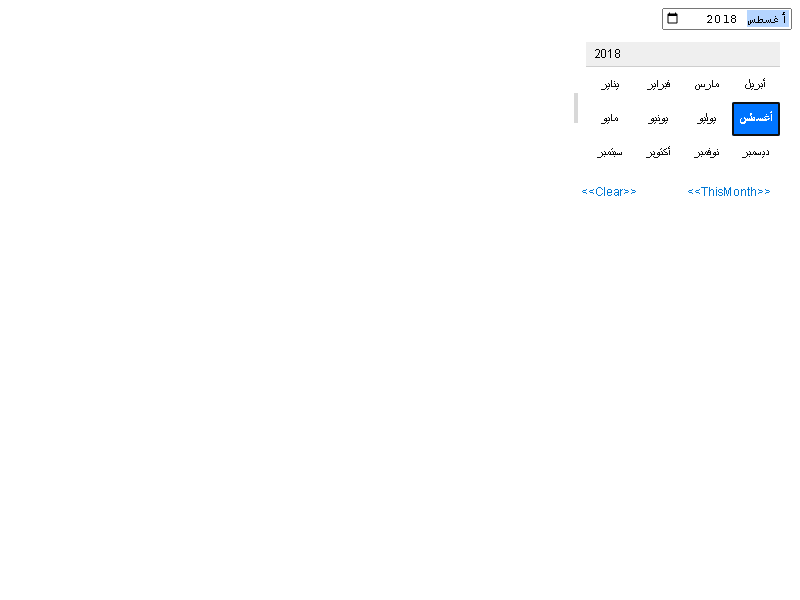 أغسطس 2018
2018
يناير فبراير مارس أبريل
مايو يونيو يوليو أغسطس
سبتمبر أكتوبر نوفمبر ديسمبر
<<Clear>> <<ThisMonth>>